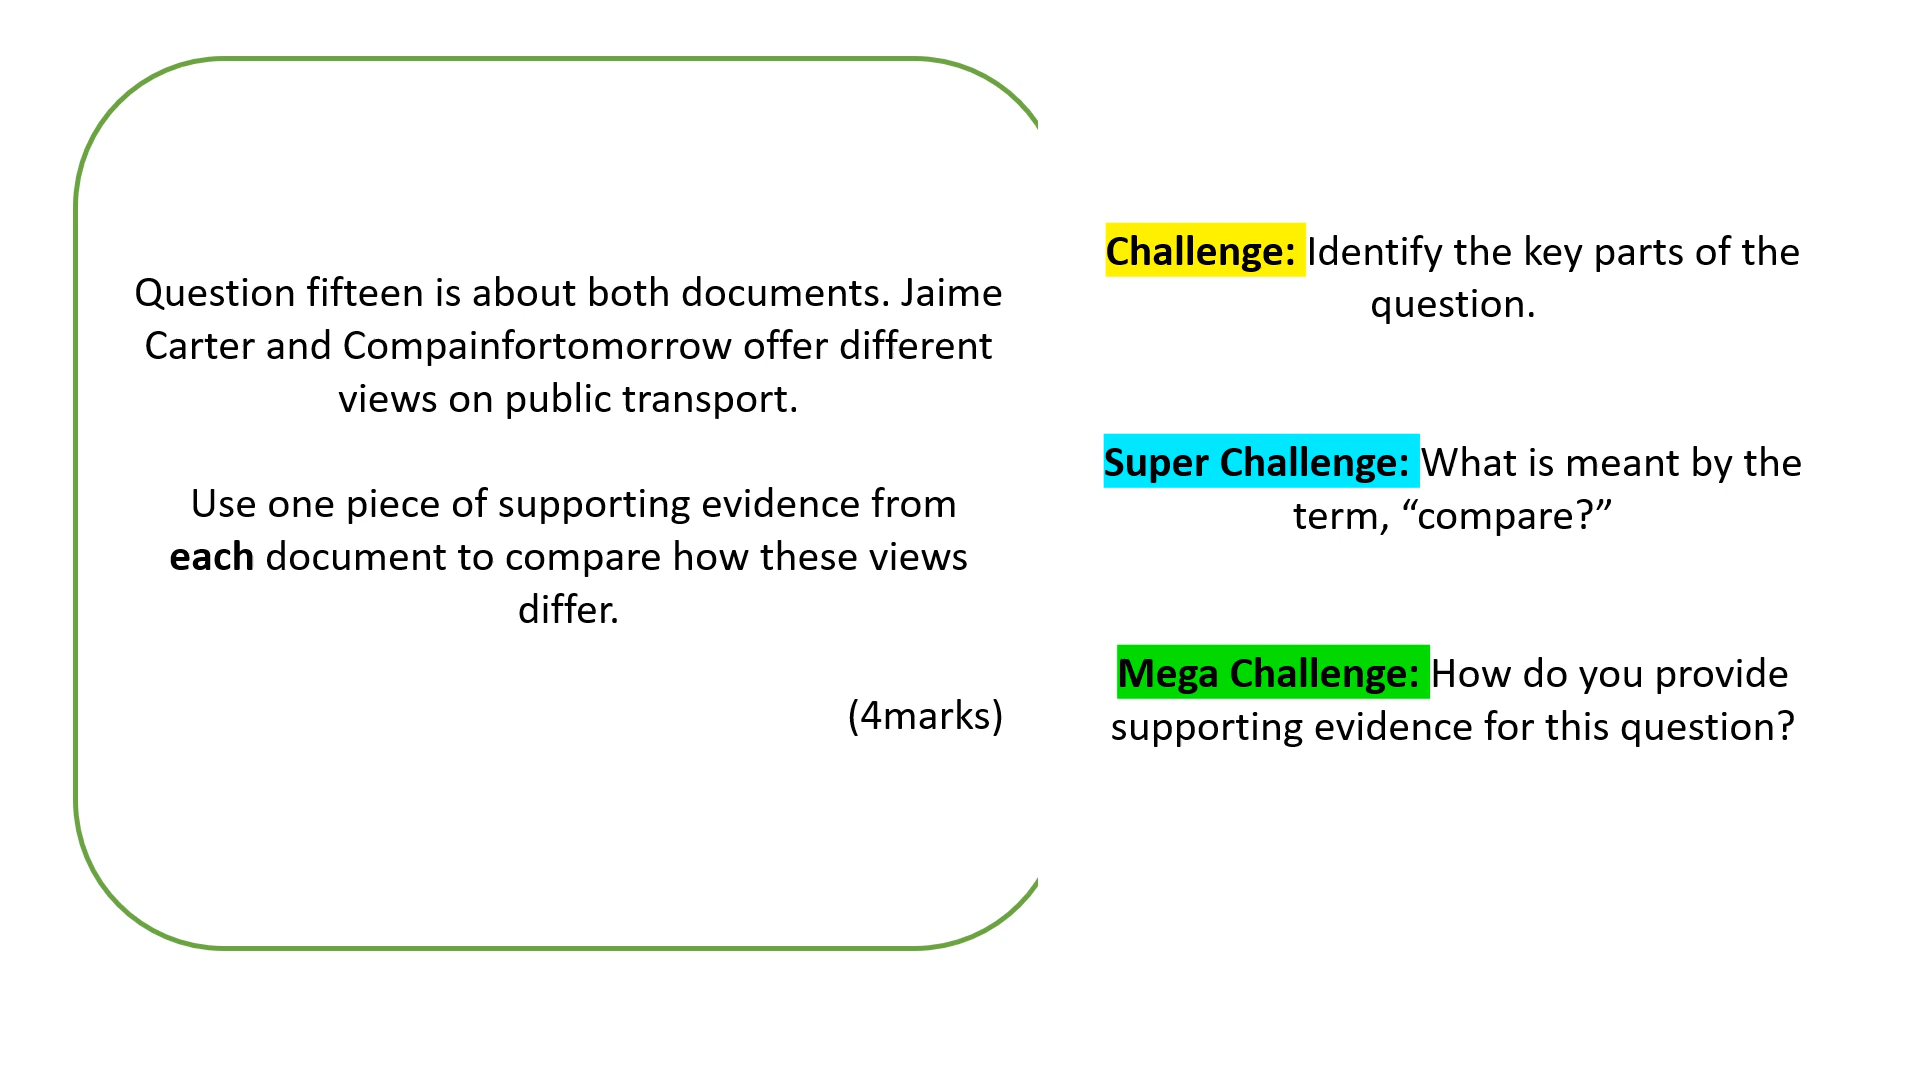 Question fifteen is about both documents. Jaime
Carter and Compainfortomorrow offer different
views on public transport.
Use one piece of supporting evidence from
each document to compare how these views
differ.
(4marks)
Challenge: Identify the key parts of the
question.
Super Challenge: What is meant by the
term, “compare?”
Mega Challenge: How do you provide
supporting evidence for this question?